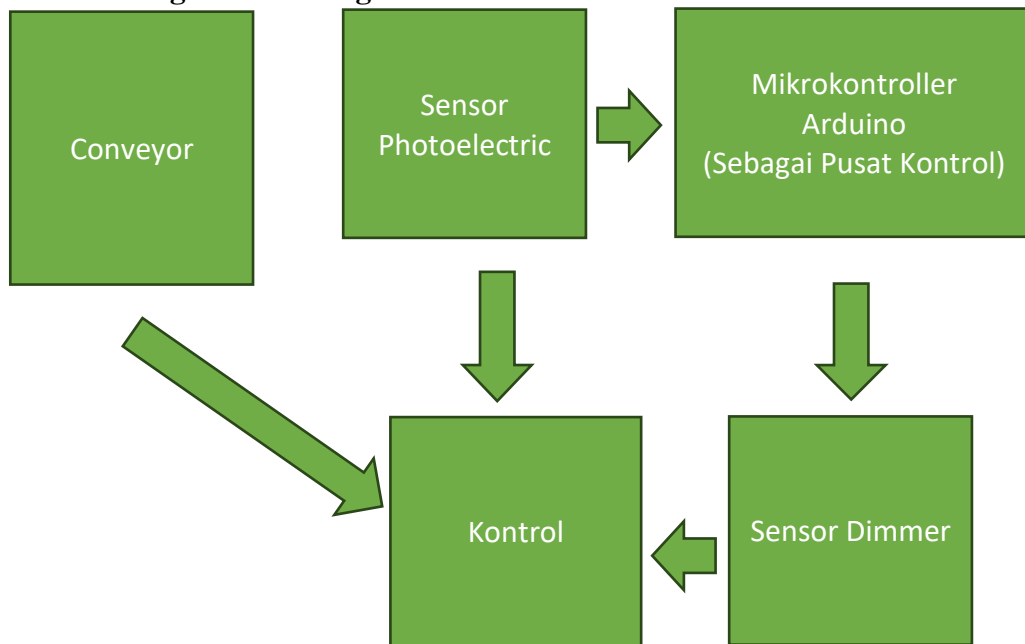 Conveyor
Sensor
Photoelectric
Mikrokontroller
Arduino
(Sebagai Pusat Kontrol)
Kontrol
Sensor Dimmer